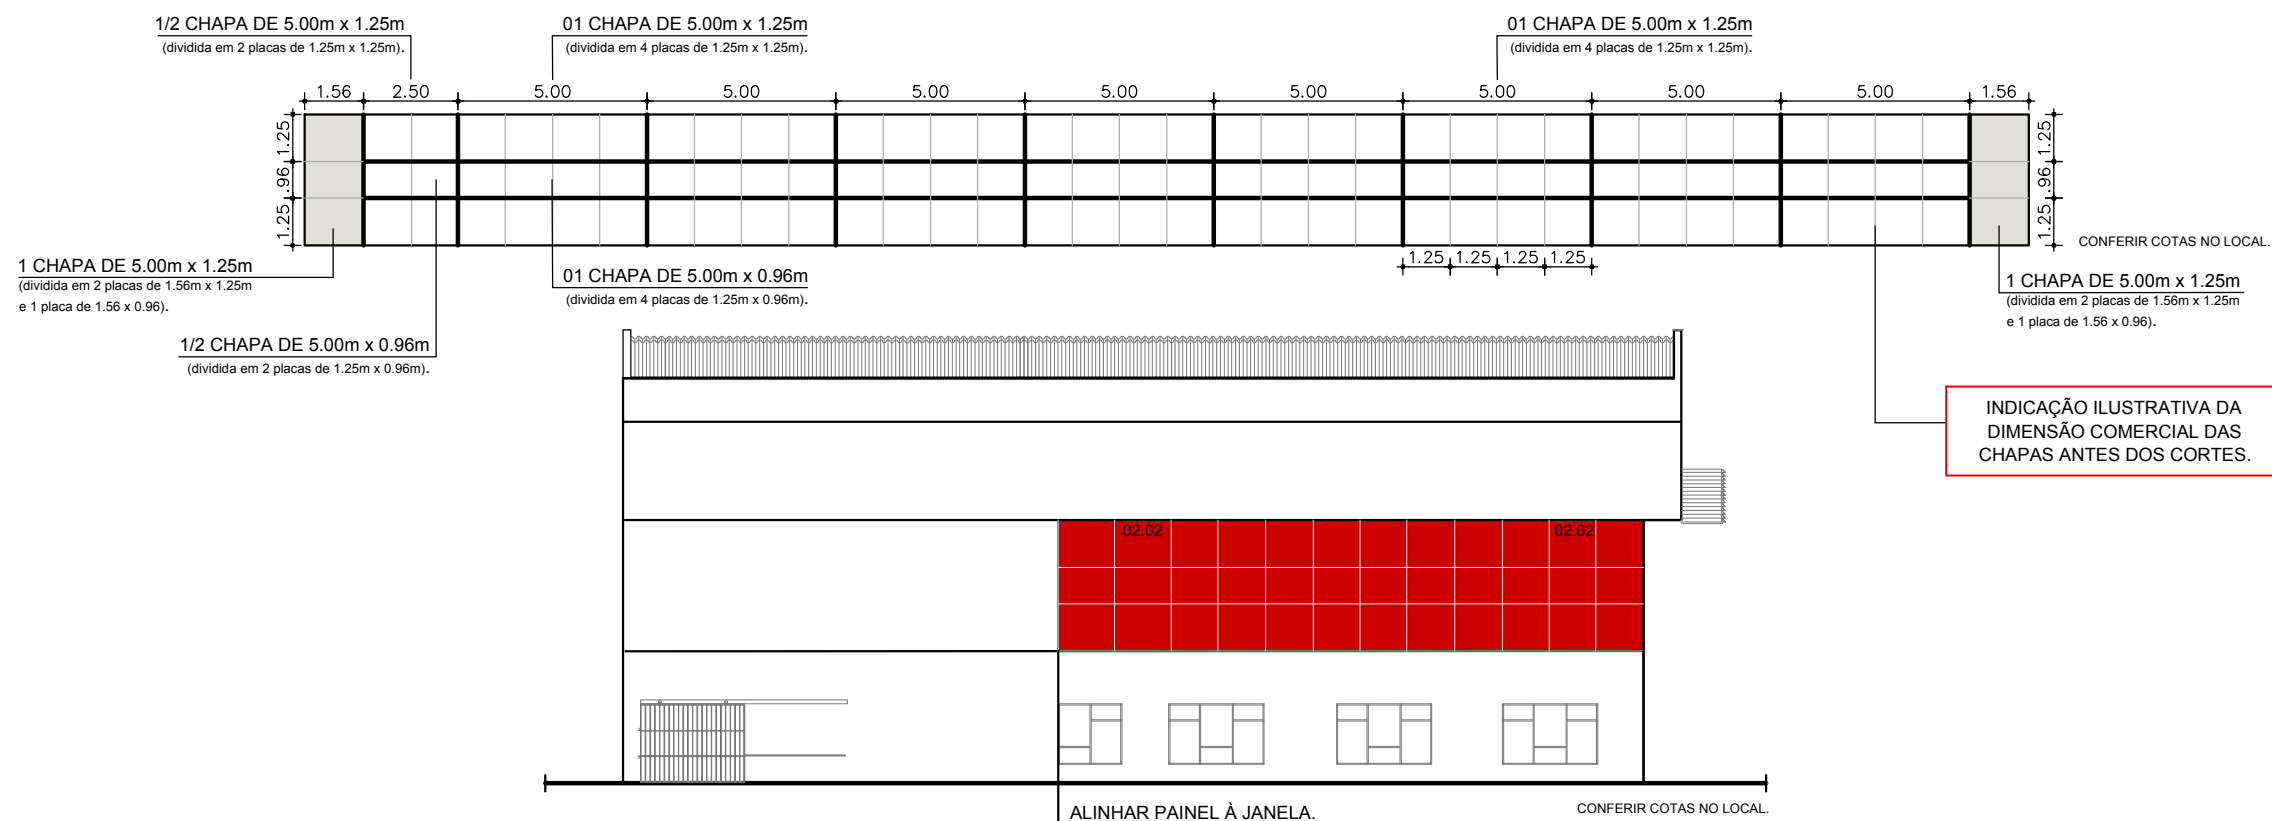 1/2 CHAPA DE 5.00m x 1.25m
(dividida em 2 placas de 1.25m x 1.25m).
01 CHAPA DE 5.00m x 1.25m
(dividida em 4 placas de 1.25m x 1.25m).
01 CHAPA DE 5.00m x 1.25m
(dividida em 4 placas de 1.25m x 1.25m).
1.56 2.50 5.00 5.00 5.00 5.00 5.00 5.00 5.00 5.00 1.56
1.25
.96
1.25
1.25
.96
1.25
CONFERIR COTAS NO LOCAL.
1.25 1.25 1.25 1.25
1 CHAPA DE 5.00m x 1.25m
(dividida em 2 placas de 1.56m x 1.25m
e 1 placa de 1.56 x 0.96).
01 CHAPA DE 5.00m x 0.96m
(dividida em 4 placas de 1.25m x 0.96m).
1 CHAPA DE 5.00m x 1.25m
(dividida em 2 placas de 1.56m x 1.25m
e 1 placa de 1.56 x 0.96).
1/2 CHAPA DE 5.00m x 0.96m
(dividida em 2 placas de 1.25m x 0.96m).
INDICAÇÃO ILUSTRATIVA DA
DIMENSÃO COMERCIAL DAS
CHAPAS ANTES DOS CORTES.
02.02 02.02
ALINHAR PAINEL À JANELA.
CONFERIR COTAS NO LOCAL.